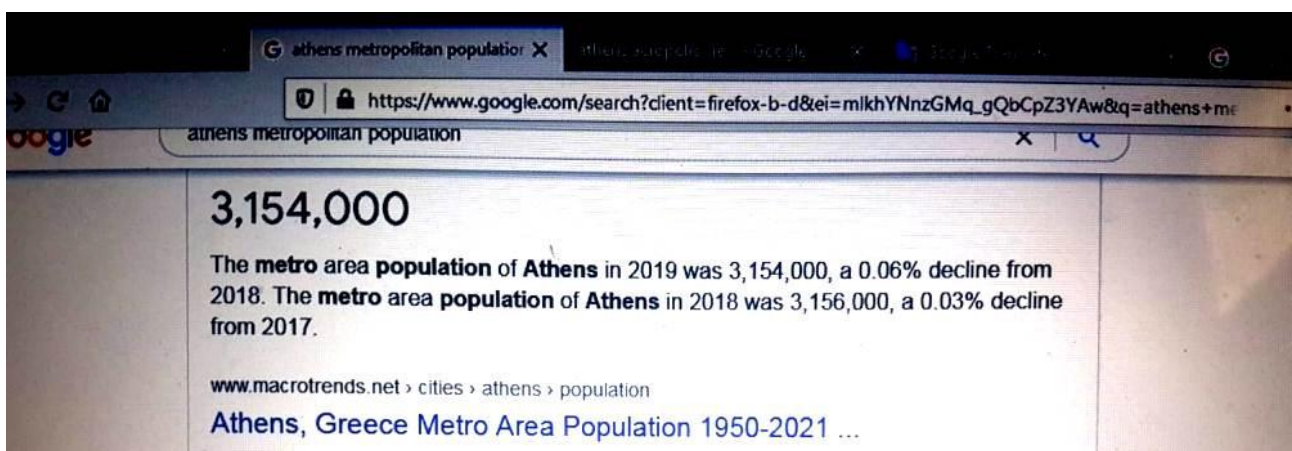 athens metropolitan population
https://www.google.com/search?client=firefox-b-d&ei=mlkhYNnzGMq_gQbCpZ3YAw&q=athens+me
oogle athens metropolitan population
3,154,000
The metro area population of Athens in 2019 was 3,154,000, a 0.06% decline from
2018. The metro area population of Athens in 2018 was 3,156,000, a 0.03% decline
from 2017.
www.macrotrends.net › cities › athens › population
Athens, Greece Metro Area Population 1950-2021 ...